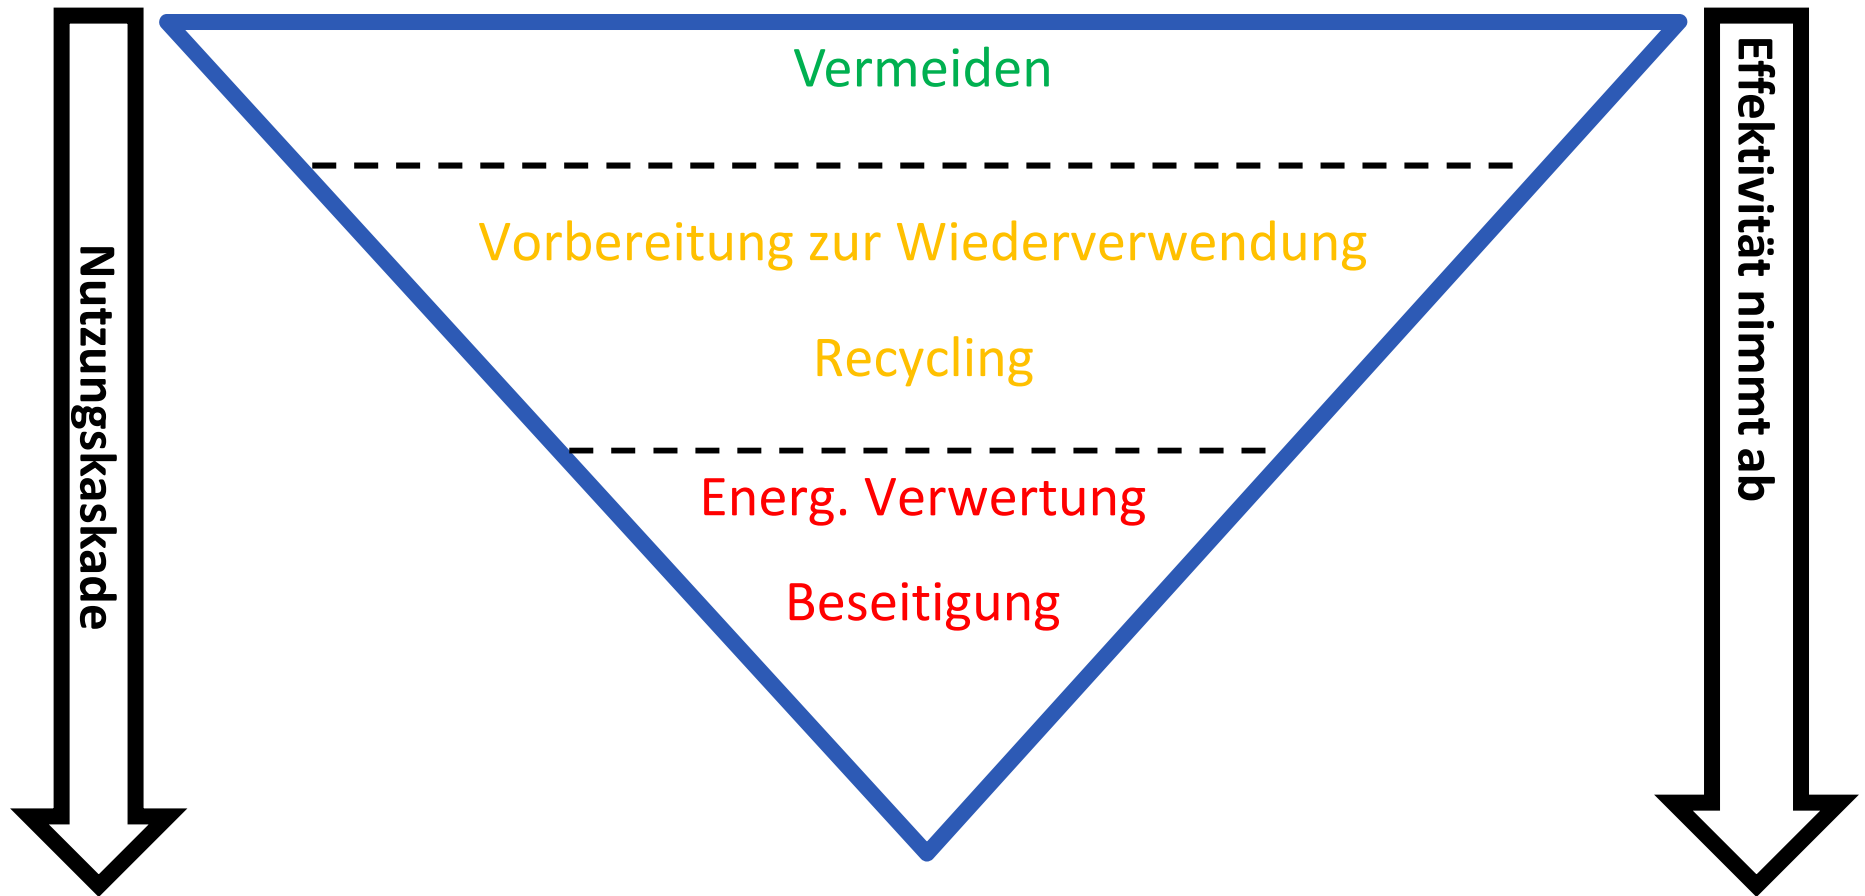 Vermeiden
Vorbereitung zur Wiederverwendung
Recycling
Energ. Verwertung
Beseitigung
Nutzungskaskade
Effektivität nimmt ab